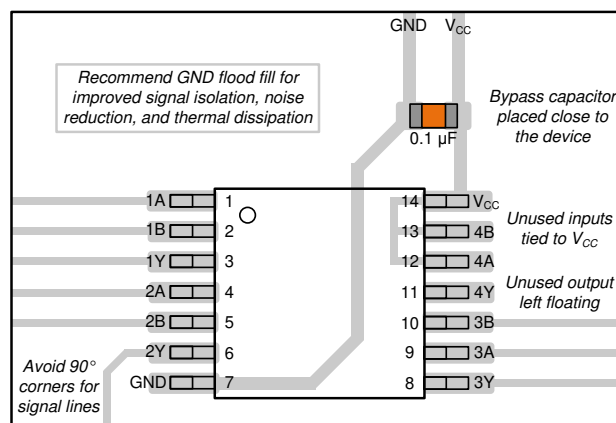 GND VCC
Recommend GND flood fill for
improved signal isolation, noise
reduction, and thermal dissipation
Bypass capacitor
placed close to
the device
0.1 µF
1A 1 14 VCC
1B 2 13 4B
1Y 3 12 4A
2A 4 11 4Y
2B 5 10 3B
2Y 6 9 3A
GND 7 8 3Y
Unused inputs
tied to VCC
Unused output
left floating
Avoid 90°
corners for
signal lines